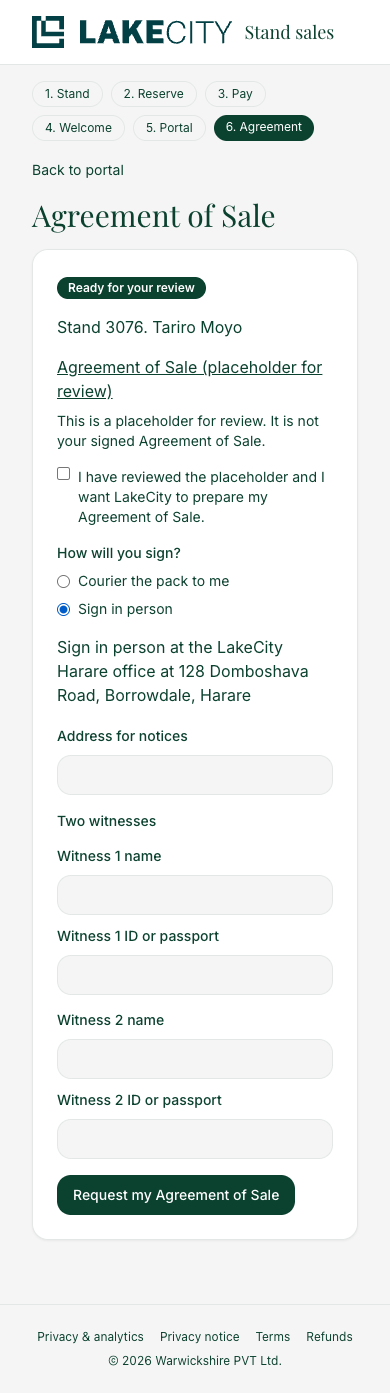 LAKECITY Stand sales
1. Stand 2. Reserve 3. Pay
4. Welcome 5. Portal 6. Agreement
Back to portal
Agreement of Sale
Ready for your review
Stand 3076. Tariro Moyo
Agreement of Sale (placeholder for
review)
This is a placeholder for review. It is not
your signed Agreement of Sale.
I have reviewed the placeholder and I
want LakeCity to prepare my
Agreement of Sale.
How will you sign?
Courier the pack to me
Sign in person
Sign in person at the LakeCity
Harare office at 128 Domboshava
Road, Borrowdale, Harare
Address for notices
Two witnesses
Witness 1 name
Witness 1 ID or passport
Witness 2 name
Witness 2 ID or passport
Request my Agreement of Sale
Privacy & analytics Privacy notice Terms Refunds
© 2026 Warwickshire PVT Ltd.